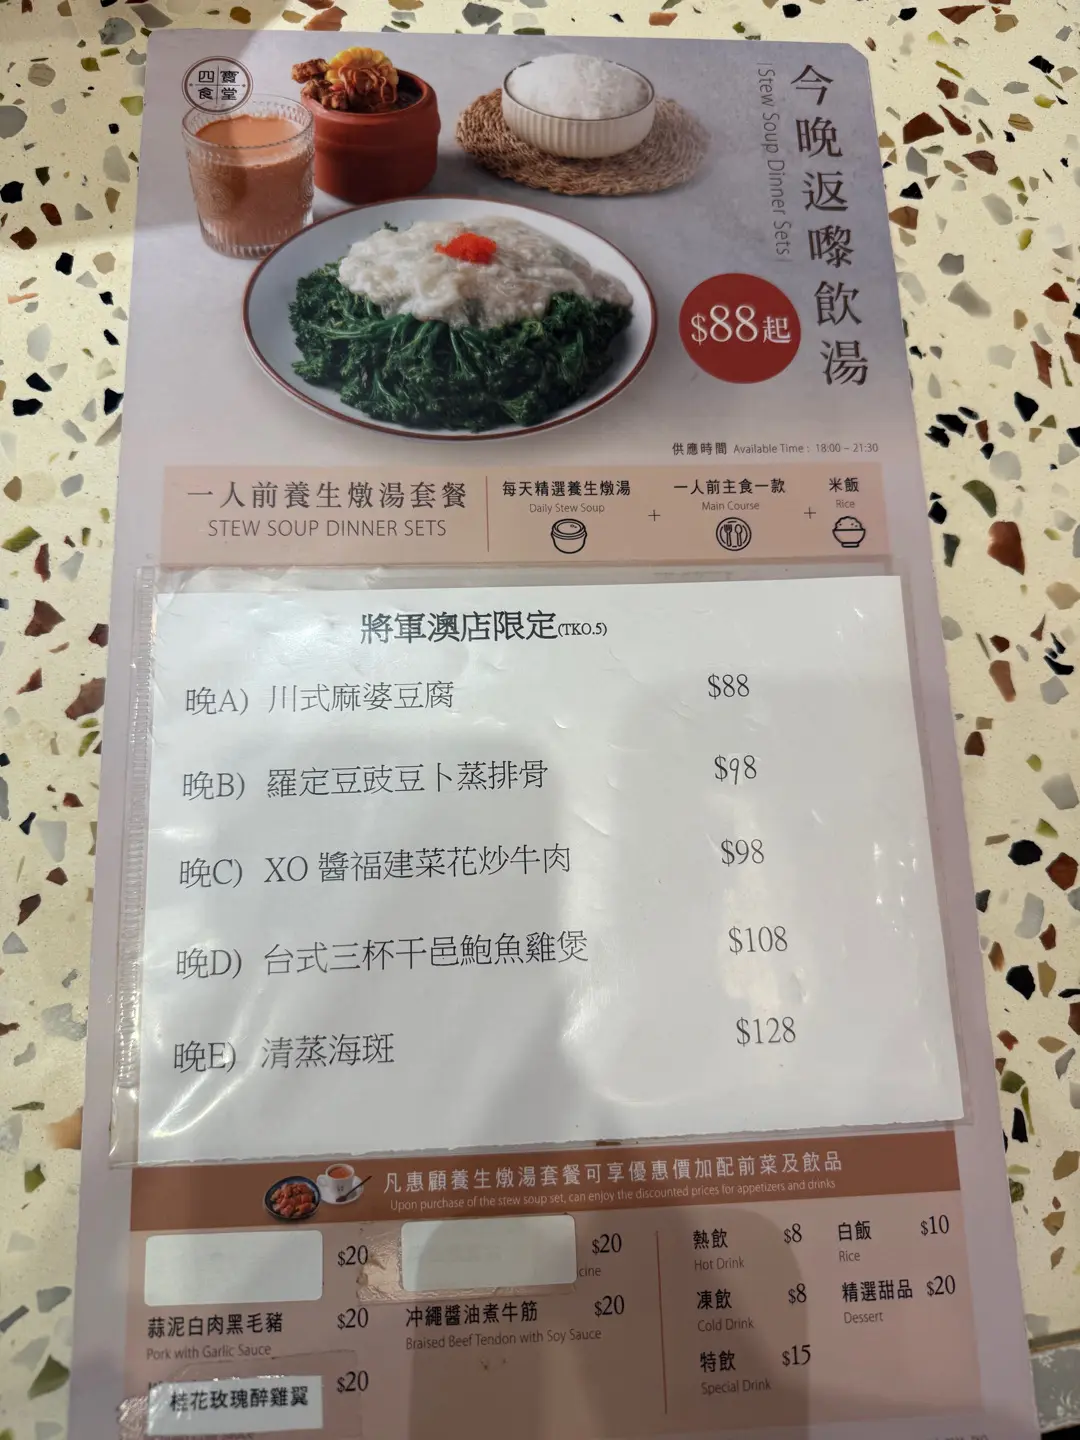 四寶
食堂
今晚返嚟飲湯
Stew Soup Dinner Sets
$88起
供應時間 Available Time : 18:00 – 21:30
一人前養生燉湯套餐
STEW SOUP DINNER SETS
每天精選養生燉湯
Daily Stew Soup
+
一人前主食一款
Main Course
+
米飯
Rice
將軍澳店限定(TKO.5)
晚A) 川式麻婆豆腐 $88
晚B) 羅定豆豉豆卜蒸排骨 $98
晚C) XO 醬福建菜花炒牛肉 $98
晚D) 台式三杯干邑鮑魚雞煲 $108
晚E) 清蒸海斑 $128
凡惠顧養生燉湯套餐可享優惠價加配前菜及飲品
Upon purchase of the stew soup set, can enjoy the discounted prices for appetizers and drinks
$20
蒜泥白肉黑毛豬 $20
Pork with Garlic Sauce
桂花玫瑰醉雞翼 $20
$20
cine
沖繩醬油煮牛筋 $20
Braised Beef Tendon with Soy Sauce
熱飲 $8
Hot Drink
凍飲 $8
Cold Drink
特飲 $15
Special Drink
白飯 $10
Rice
精選甜品 $20
Dessert